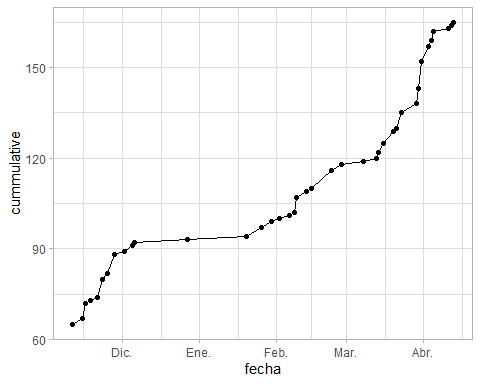 cummulative
150
120
90
60
Dic. Ene. Feb. Mar. Abr.
fecha